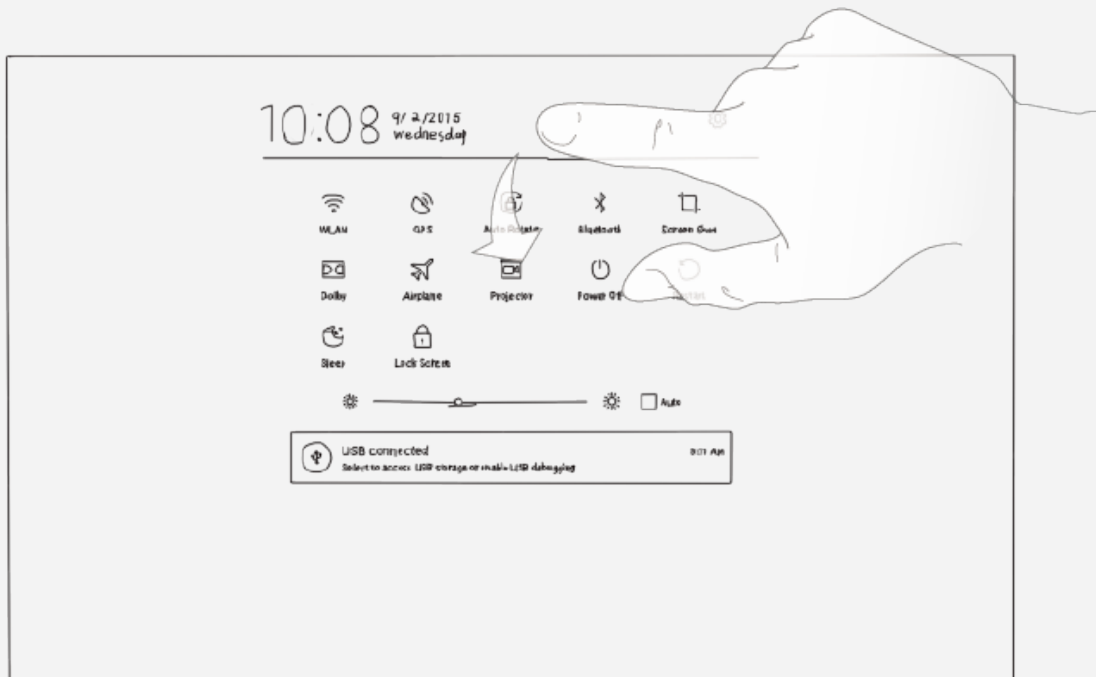 10:08
9/2/2015
Wednesday
WLAN GPS Auto Rotate Bluetooth Screen Shot
Dolby Airplane Projector Power Off
Sleep Lock Screen
Auto
USB connected
Select to access USB storage or enable USB debugging